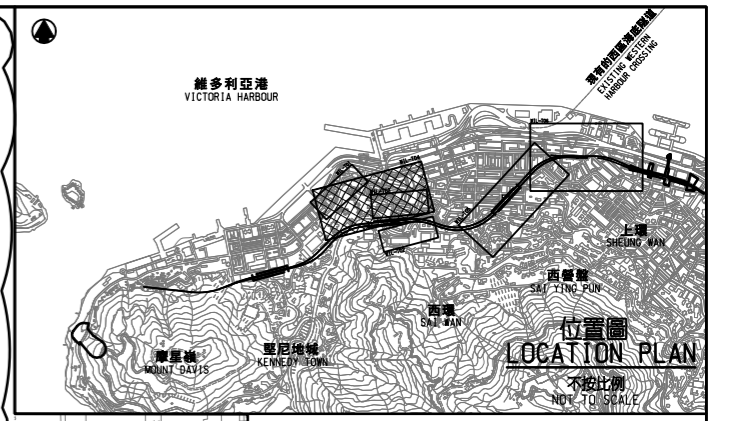 維多利亞港
VICTORIA HARBOUR
現有的西區海底隧道
EXISTING WESTERN
HARBOUR CROSSING
上環
SHEUNG WAN
西營盤
SAI YING PUN
西環
SAI WAN
堅尼地城
KENNEDY TOWN
摩星嶺
MOUNT DAVIS
位置圖
LOCATION PLAN
不按比例
NOT TO SCALE